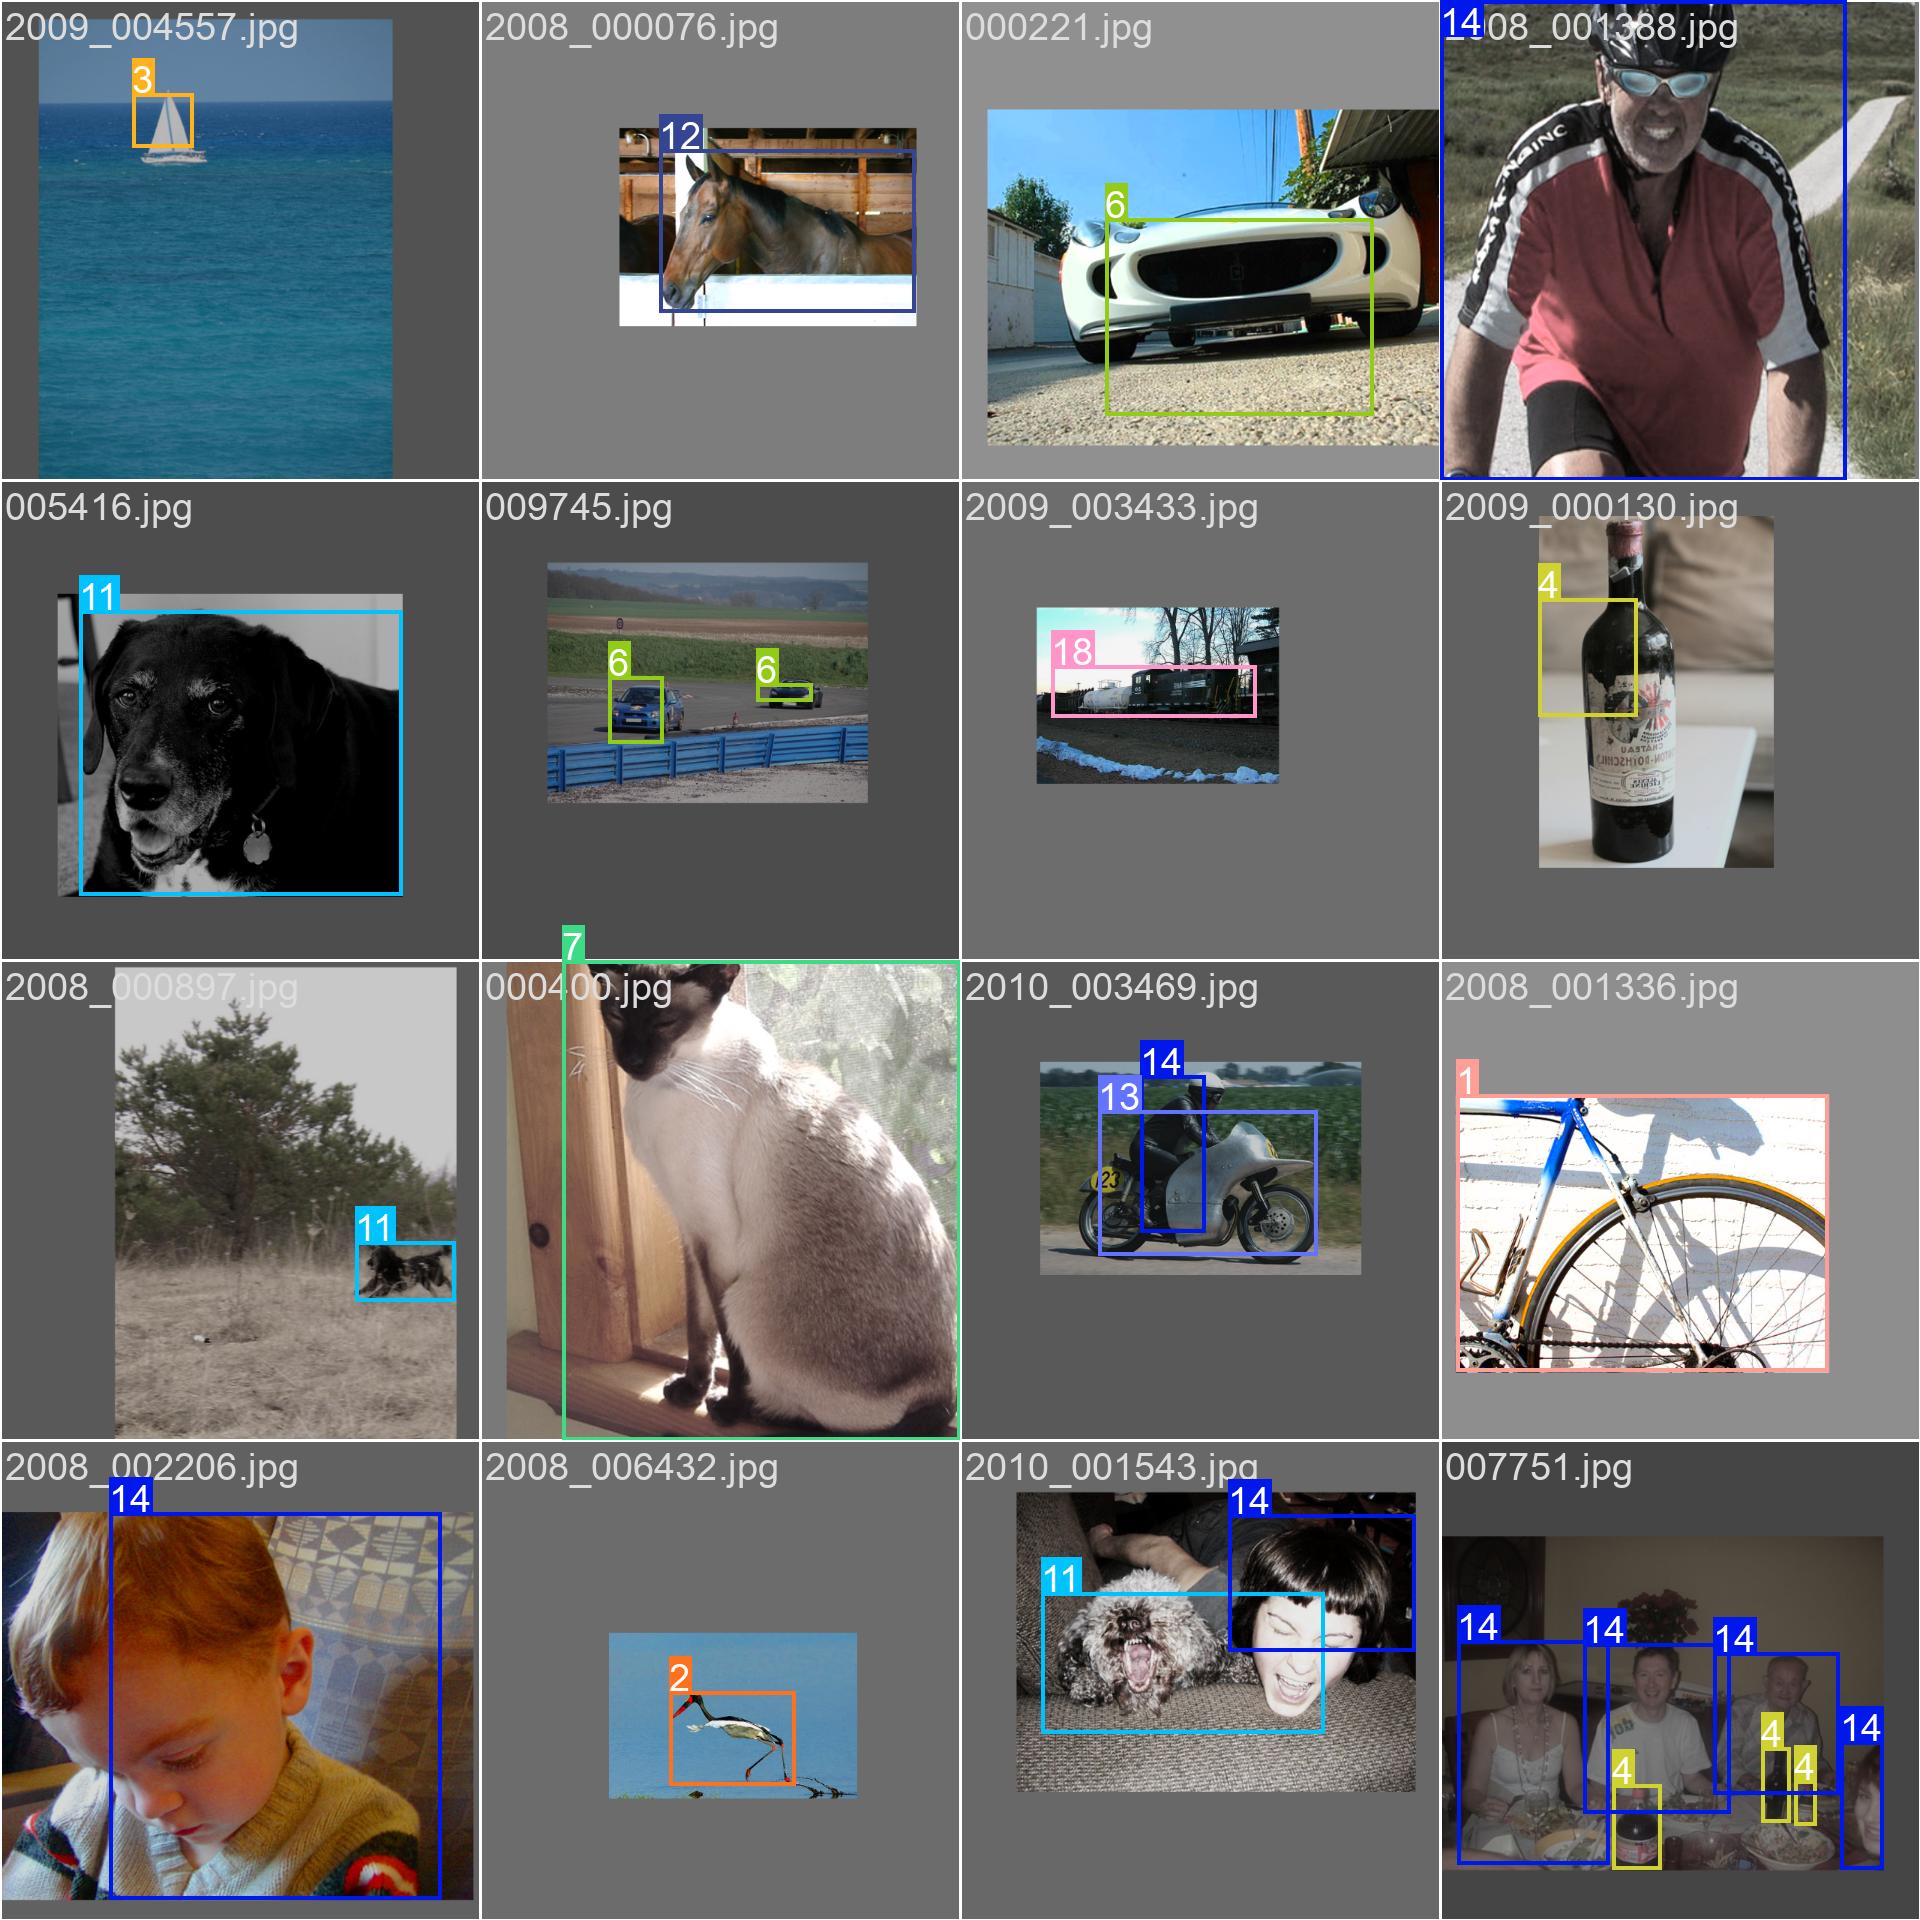 2009_004557.jpg
3
2008_000076.jpg
12
000221.jpg
6
14
08_001388.jpg
FOX
005416.jpg
11
009745.jpg
6
6
2009_003433.jpg
18
2009_000130.jpg
4
CHATEAU
2008_000897.jpg
11
000400.jpg
7
2010_003469.jpg
14
13
123
2008_001336.jpg
1
2008_002206.jpg
14
2008_006432.jpg
2
2010_001543.jpg
14
11
007751.jpg
14
14
14
14
4
4
4